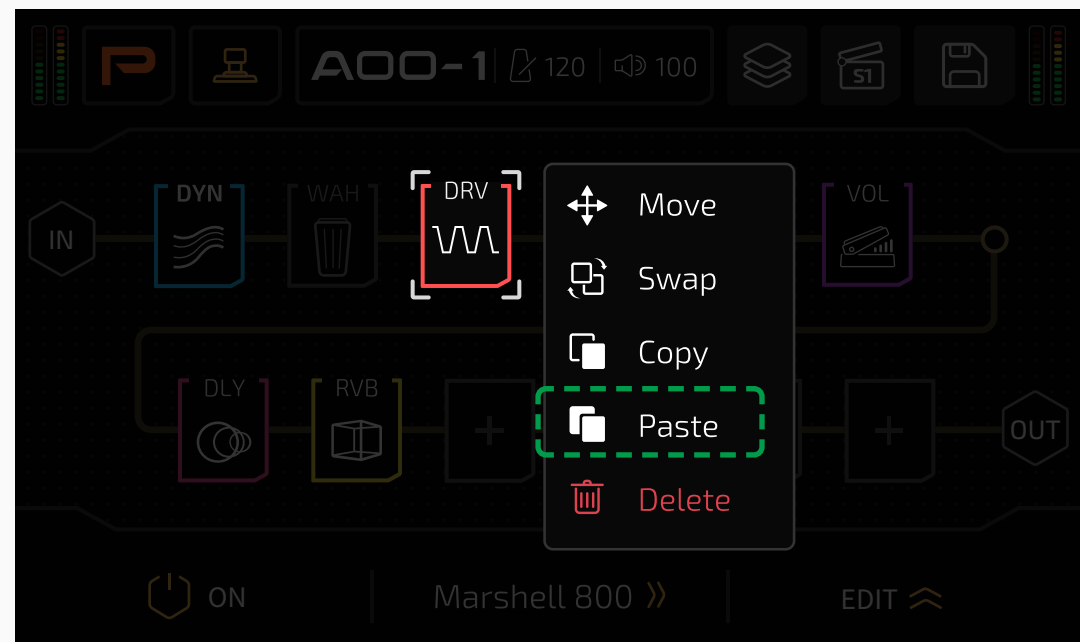 A00-1 120 100 S1
DYN WAH DRV VOL
IN
Move
Swap
Copy
Paste
Delete
DLY RVB
OUT
ON Marshell 800 EDIT